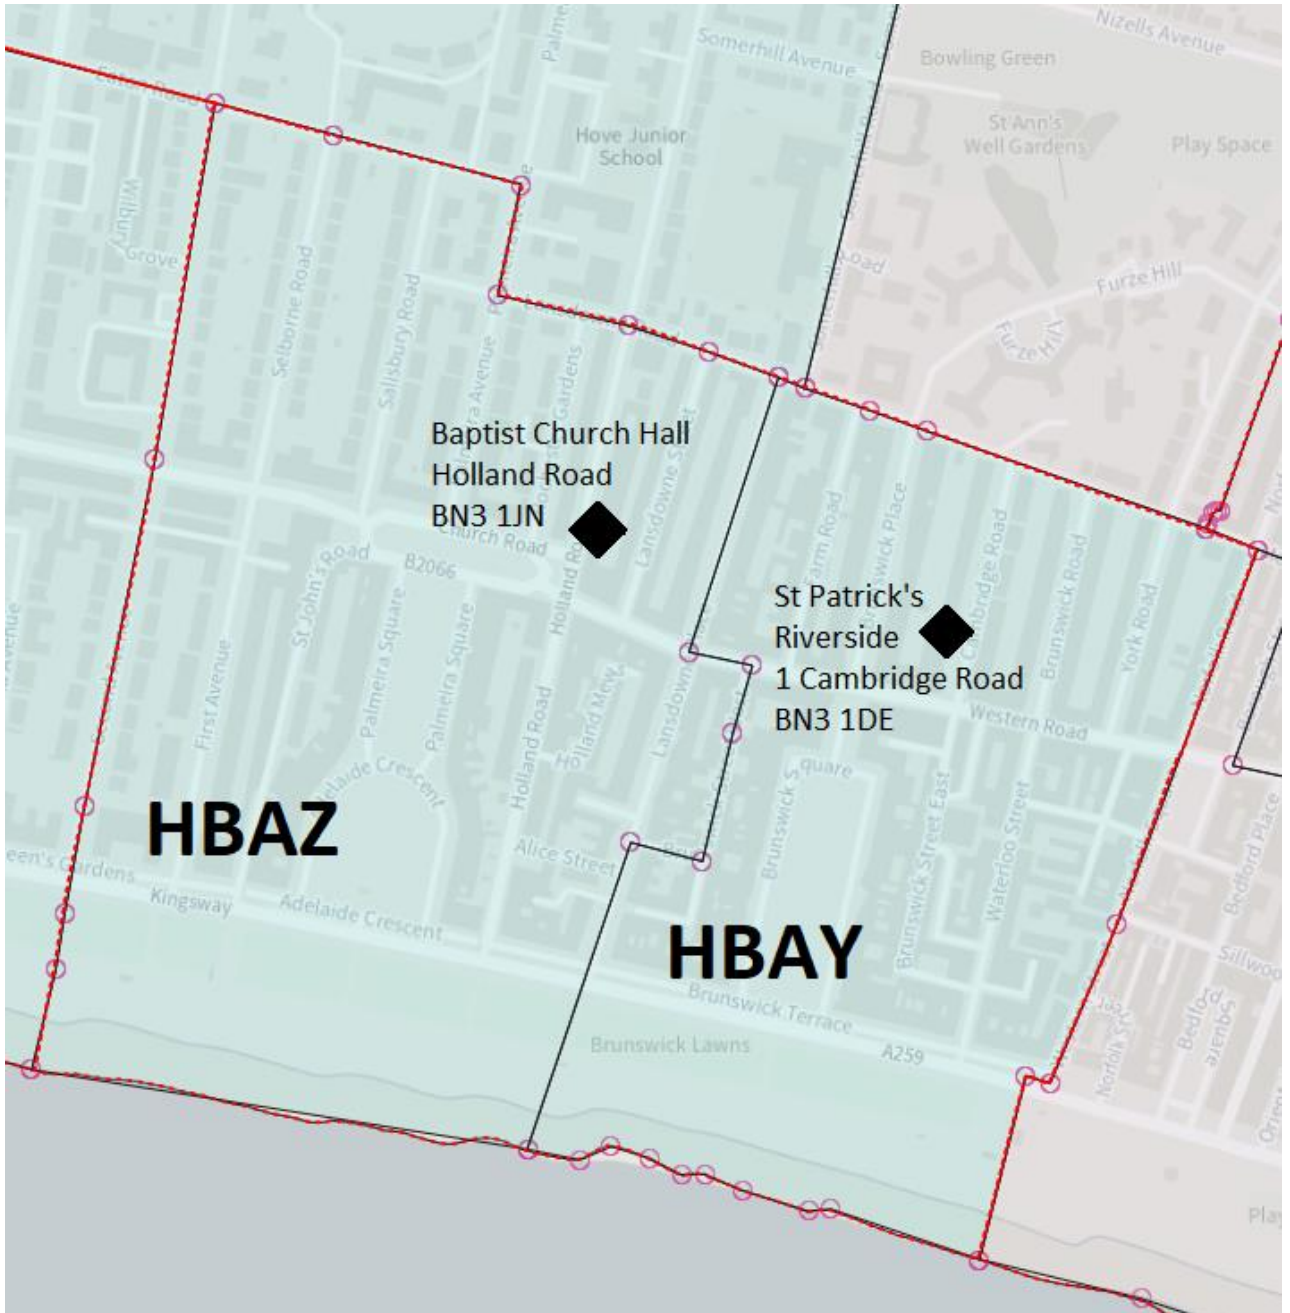 Nizells Avenue
Palme
Somerhill Avenue
Bowling Green
Eaton Road
St Ann's
Well Gardens
Play Space
Hove Junior
School
Wilbury
Grove
Selborne Road
Salisbury Road
Furze Hill
Furze Hill
Baptist Church Hall
Holland Road
BN3 1JN
Lansdowne Street
Church Road
B2066
St John's Road
Holland
Farm Road
Brunswick Road
York Road
St Patrick's
Riverside
1 Cambridge Road
BN3 1DE
Western Road
First Avenue
Palmeira Square
Palmeira Square
Holland Road
Holland Mews
Brunswick Square
Brunswick Street East
Waterloo Street
Bedford Place
HBAZ
Alice Street
Kingsway
Adelaide Crescent
HBAY
Brunswick Terrace
Brunswick Lawns
A259
Bedford
Square